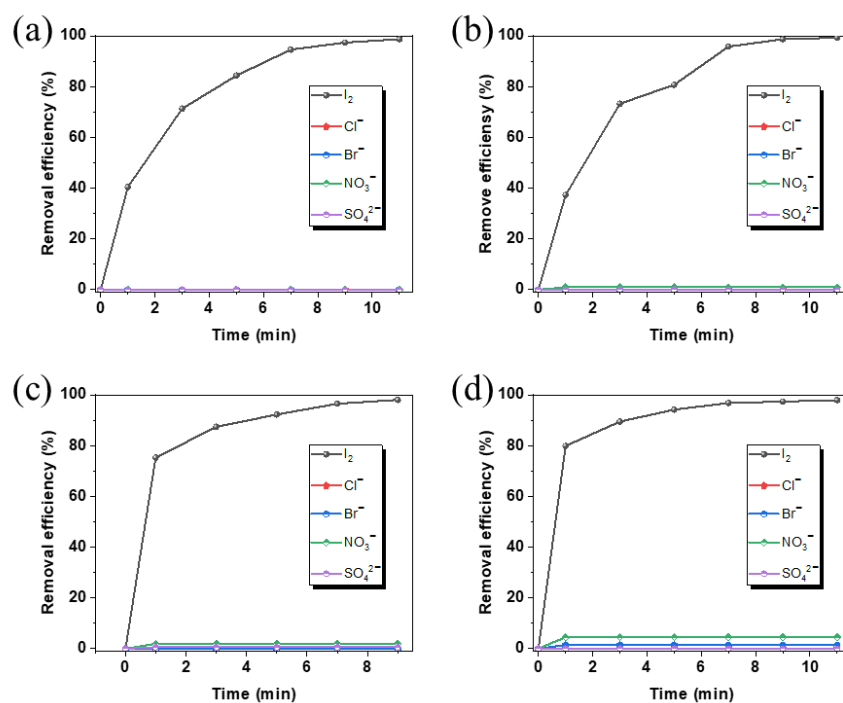 (a)
100
80
60
40
20
0
Removal efficiency (%)
I₂
Cl⁻
Br⁻
NO₃⁻
SO₄²⁻
0 2 4 6 8 10
Time (min)
(b)
100
80
60
40
20
0
Remove efficiensy (%)
I₂
Cl⁻
Br⁻
NO₃⁻
SO₄²⁻
0 2 4 6 8 10
Time (min)
(c)
100
80
60
40
20
0
Removal efficiency (%)
I₂
Cl⁻
Br⁻
NO₃⁻
SO₄²⁻
0 2 4 6 8
Time (min)
(d)
100
80
60
40
20
0
Removal efficiency (%)
I₂
Cl⁻
Br⁻
NO₃⁻
SO₄²⁻
0 2 4 6 8 10
Time (min)